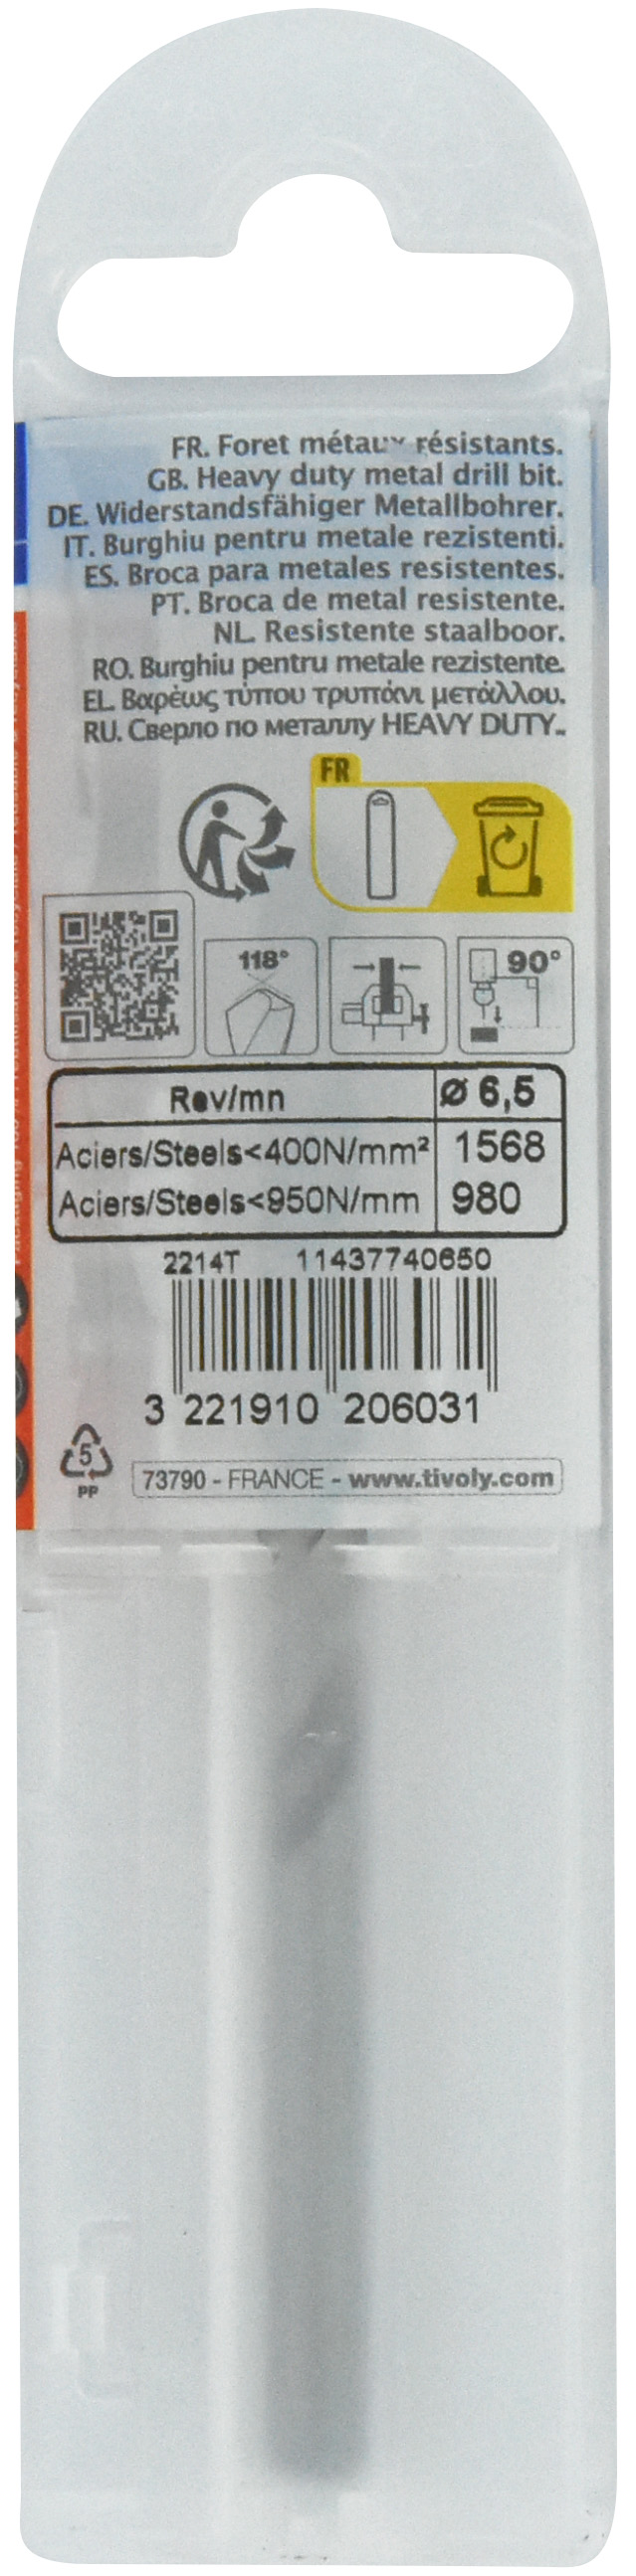 FR. Foret métaux résistants.
GB. Heavy duty metal drill bit.
DE. Widerstandsfähiger Metallbohrer.
IT. Burghiu pentru metale rezistenti.
ES. Broca para metales resistentes.
PT. Broca de metal resistente.
NL. Resistente staalboor.
RO. Burghiu pentru metale rezistente.
EL. Βαρέως τύπου τρυπάνι μετάλλου.
RU. Сверло по металлу HEAVY DUTY.
FR
118°
90°
Rev/mn Ø 6,5
Aciers/Steels<400N/mm² 1568
Aciers/Steels<950N/mm 980
2214T 11437740650
3 221910 206031
5
PP
73790 - FRANCE - www.tivoly.com